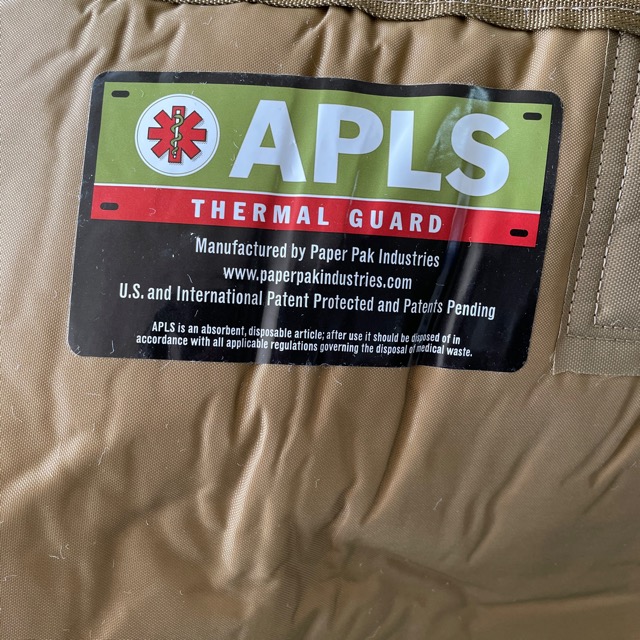 APLS
THERMAL GUARD
Manufactured by Paper Pak Industries
www.paperpakindustries.com
U.S. and International Patent Protected and Patents Pending
APLS is an absorbent, disposable article; after use it should be disposed of in
accordance with all applicable regulations governing the disposal of medical waste.